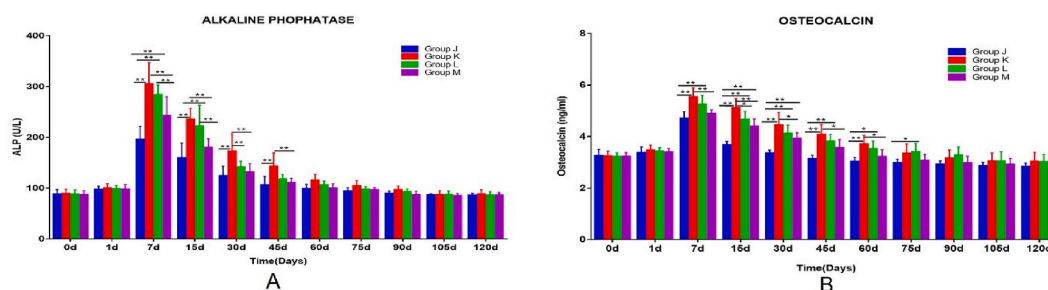 ALKALINE PHOPHATASE
ALP (U/L)
400
300
200
100
0
Group J
Group K
Group L
Group M
** ** ** ** **
** ** ** **
** ** **
** **
0d 1d 7d 15d 30d 45d 60d 75d 90d 105d 120d
Time(Days)
A
OSTEOCALCIN
Osteocalcin (ng/ml)
6
4
2
0
Group J
Group K
Group L
Group M
0d 1d 7d 15d 30d 45d 60d 75d 90d 105d 120d
Time(Days)
B